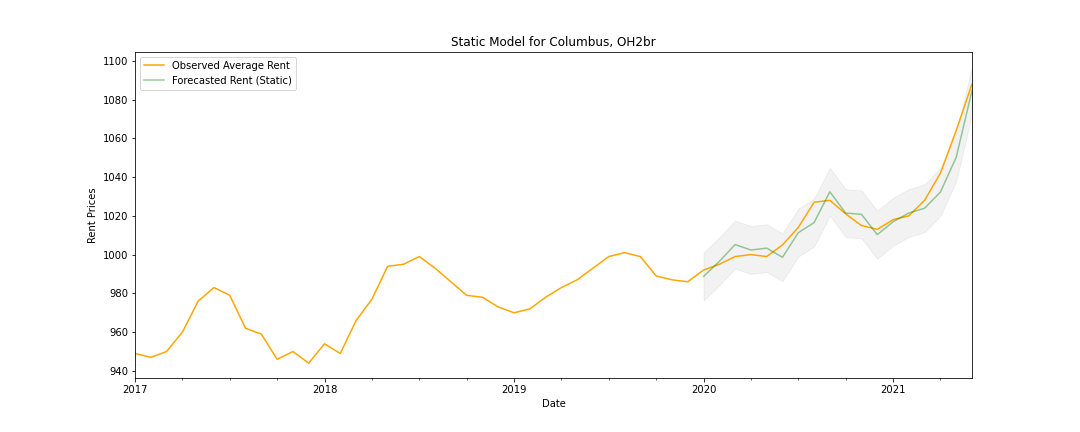 Static Model for Columbus, OH2br
Observed Average Rent
Forecasted Rent (Static)
1100
1080
1060
1040
1020
1000
980
960
940
Rent Prices
2017 2018 2019 2020 2021
Date